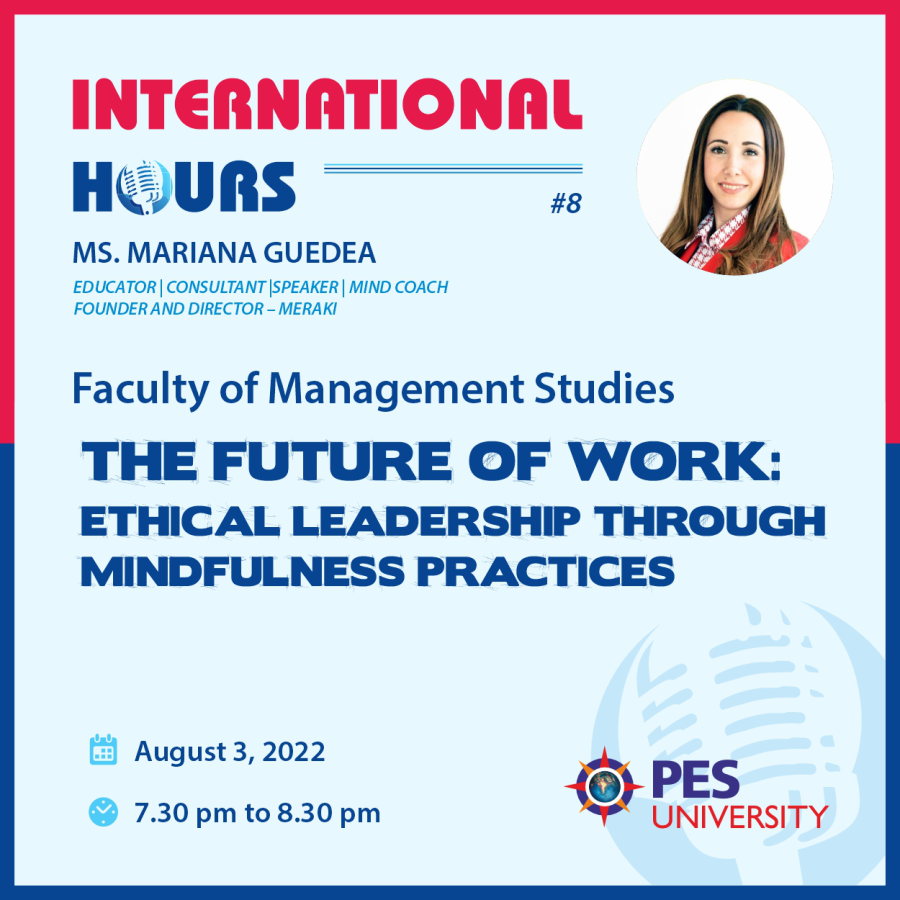 INTERNATIONAL
HOURS
#8
MS. MARIANA GUEDEA
EDUCATOR | CONSULTANT |SPEAKER | MIND COACH
FOUNDER AND DIRECTOR – MERAKI
Faculty of Management Studies
THE FUTURE OF WORK:
ETHICAL LEADERSHIP THROUGH
MINDFULNESS PRACTICES
August 3, 2022
7.30 pm to 8.30 pm
PES
UNIVERSITY